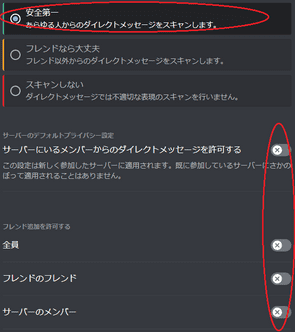 安全第一
からゆる人からのダイレクトメッセージをスキャンします。
フレンドなら大丈夫
フレンド以外からのダイレクトメッセージをスキャンします。
スキャンしない
ダイレクトメッセージでは不適切な表現のスキャンを行いません。
サーバーのデフォルトプライバシー設定
サーバーにいるメンバーからのダイレクトメッセージを許可する
この設定は新しく参加したサーバーに適用されます。既に参加しているサーバーにさかの
ぼって適用されることはありません。
フレンド追加を許可する
全員
フレンドのフレンド
サーバーのメンバー